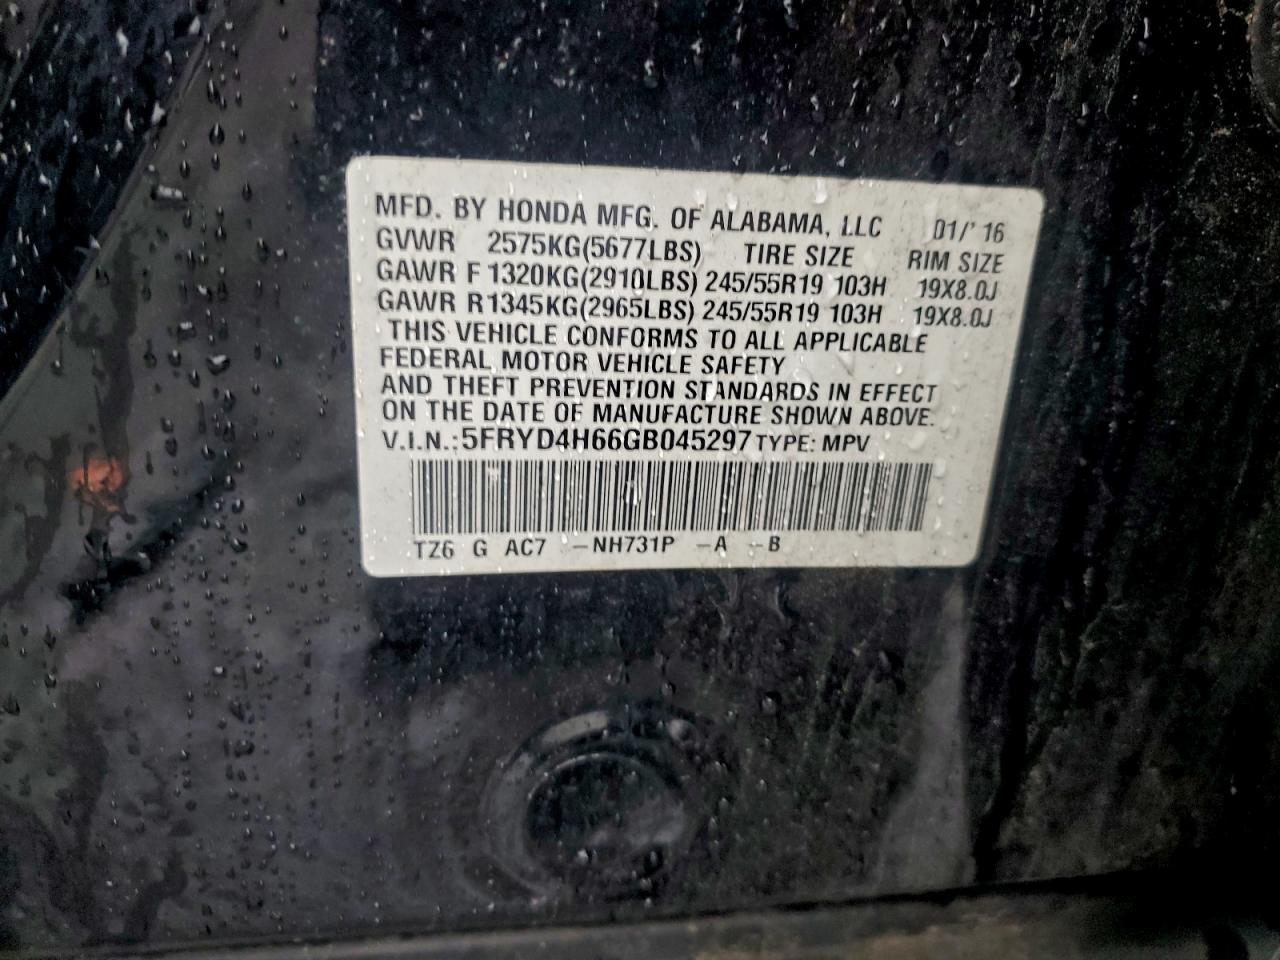 MFD. BY HONDA MFG. OF ALABAMA, LLC 01/'16
GVWR 2575KG(5677LBS) TIRE SIZE RIM SIZE
GAWR F 1320KG(2910LBS) 245/55R19 103H 19X8.0J
GAWR R1345KG(2965LBS) 245/55R19 103H 19X8.0J
THIS VEHICLE CONFORMS TO ALL APPLICABLE
FEDERAL MOTOR VEHICLE SAFETY
AND THEFT PREVENTION STANDARDS IN EFFECT
ON THE DATE OF MANUFACTURE SHOWN ABOVE.
V.I.N.:5FRYD4H66GB045297 TYPE: MPV
TZ6 G AC7 -NH731P -A -B